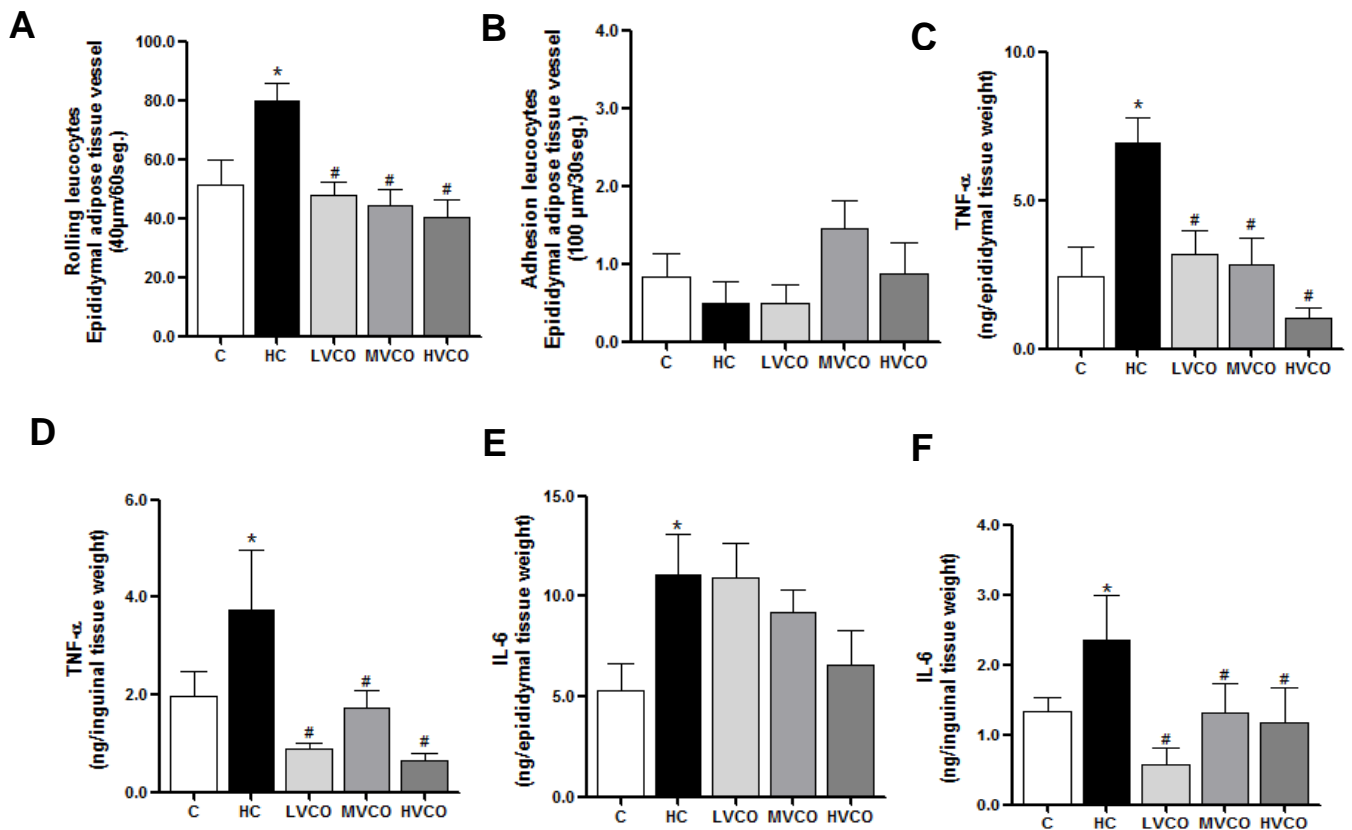 A
Rolling leucocytes
Epididymal adipose tissue vessel
(40µm/60seg.)
100.0
80.0
60.0
40.0
20.0
0.0
*
#
#
#
C HC LVCO MVCO HVCO
B
Adhesion leucocytes
Epididymal adipose tissue vessel
(100 µm/30seg.)
4.0
3.0
2.0
1.0
0.0
C HC LVCO MVCO HVCO
C
TNF-α
(ng/epididymal tissue weight)
10.0
5.0
0.0
*
#
#
#
C HC LVCO MVCO HVCO
D
TNF-α
(ng/inguinal tissue weight)
6.0
4.0
2.0
0.0
*
#
#
#
C HC LVCO MVCO HVCO
E
IL-6
(ng/epididymal tissue weight)
15.0
10.0
5.0
0.0
*
C HC LVCO MVCO HVCO
F
IL-6
(ng/inguinal tissue weight)
4.0
3.0
2.0
1.0
0.0
*
#
#
#
C HC LVCO MVCO HVCO